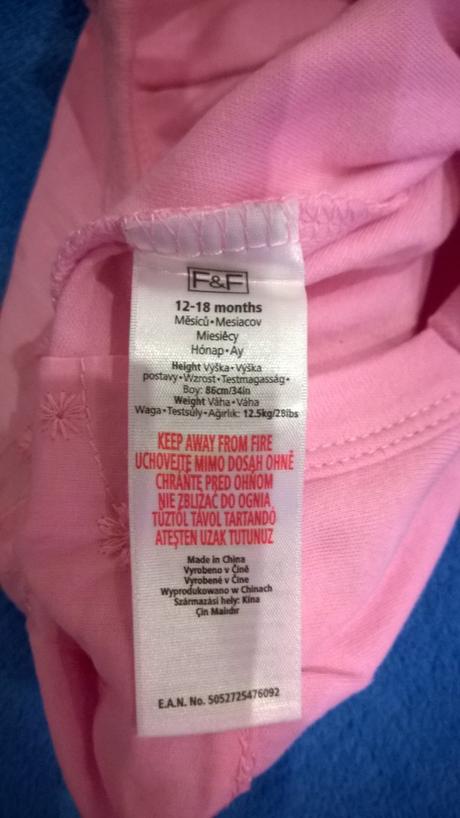 F&F
12-18 months
Měsíců•Mesiacov
Miesięcy
Hónap•Ay
Height Výška•Výška
postavy•Wzrost•Testmagasság•
Boy: 86cm/34in
Weight Váha•Váha
Waga•Testsúly•Ağırlık: 12.5kg/28lbs
KEEP AWAY FROM FIRE
UCHOVEJTE MIMO DOSAH OHNĚ
CHRÁŇTE PRED OHŇOM
NIE ZBLIŻAĆ DO OGNIA
TŰZTŐL TÁVOL TARTANDÓ
ATEŞTEN UZAK TUTUNUZ
Made in China
Vyrobeno v Číně
Vyrobené v Číne
Wyprodukowano w Chinach
Származási hely: Kína
Çin Malıdır
E.A.N. No. 5052725476092